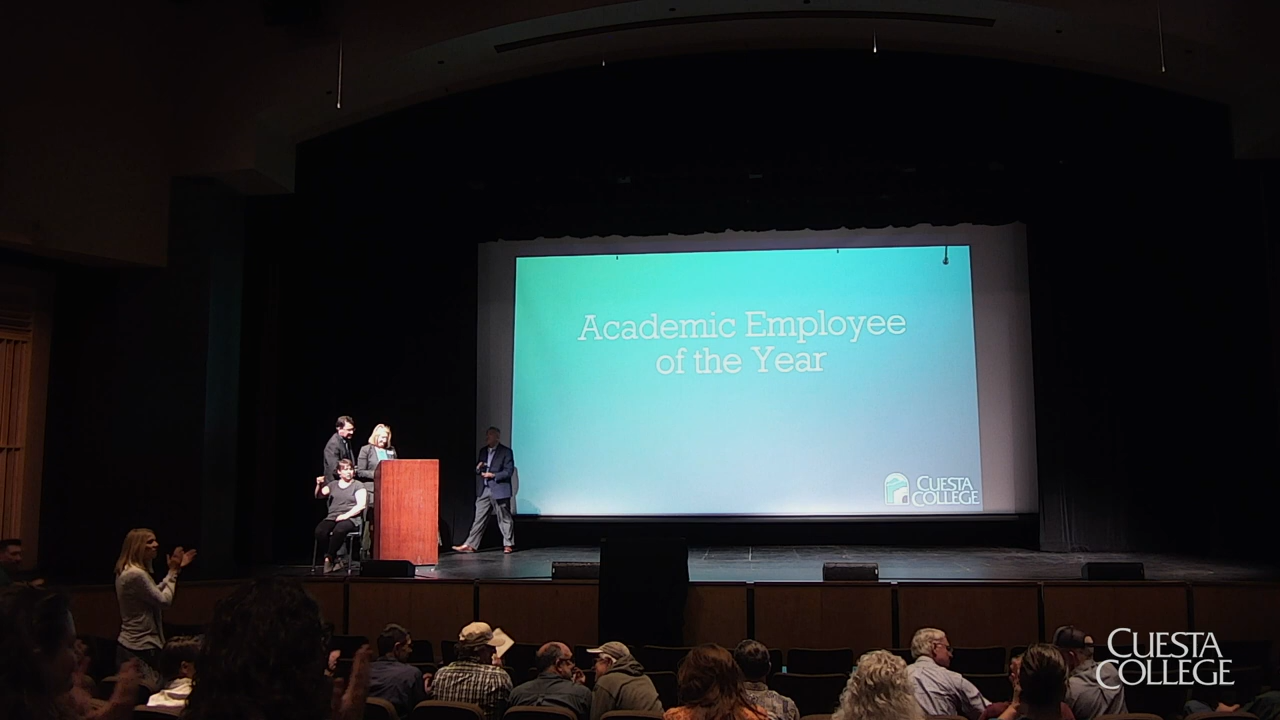 Academic Employee
of the Year
CUESTA
COLLEGE
CUESTA
COLLEGE